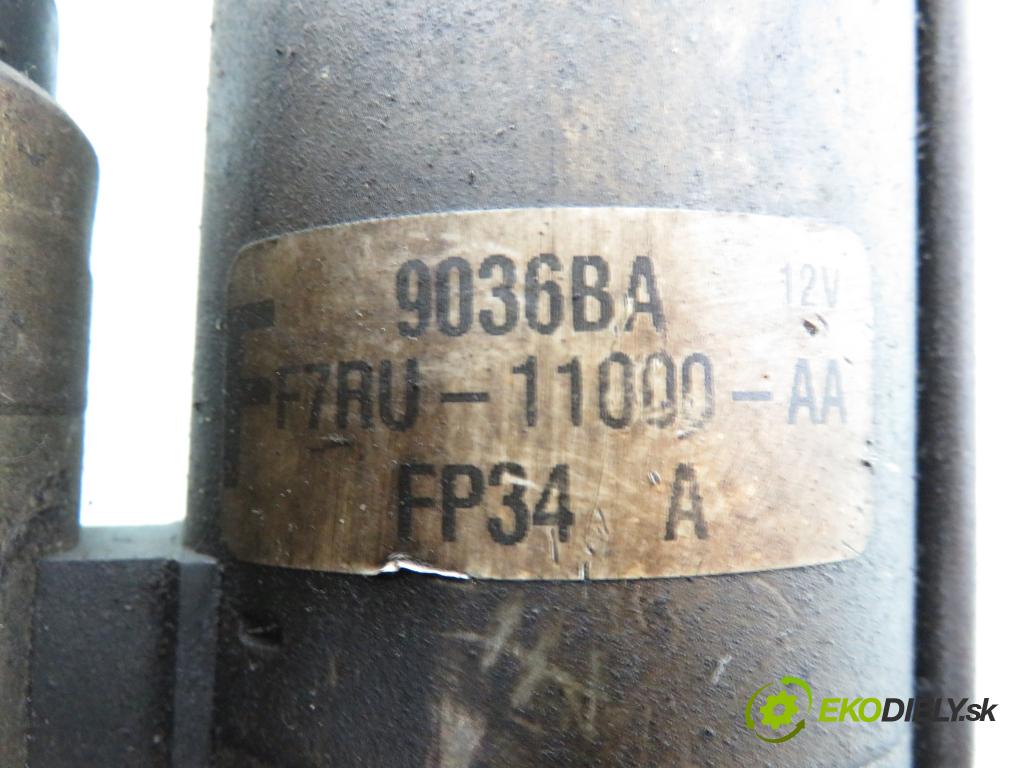 9036BA 12V
F7RU-11000-AA
FP34 A
EKODIELY.sk